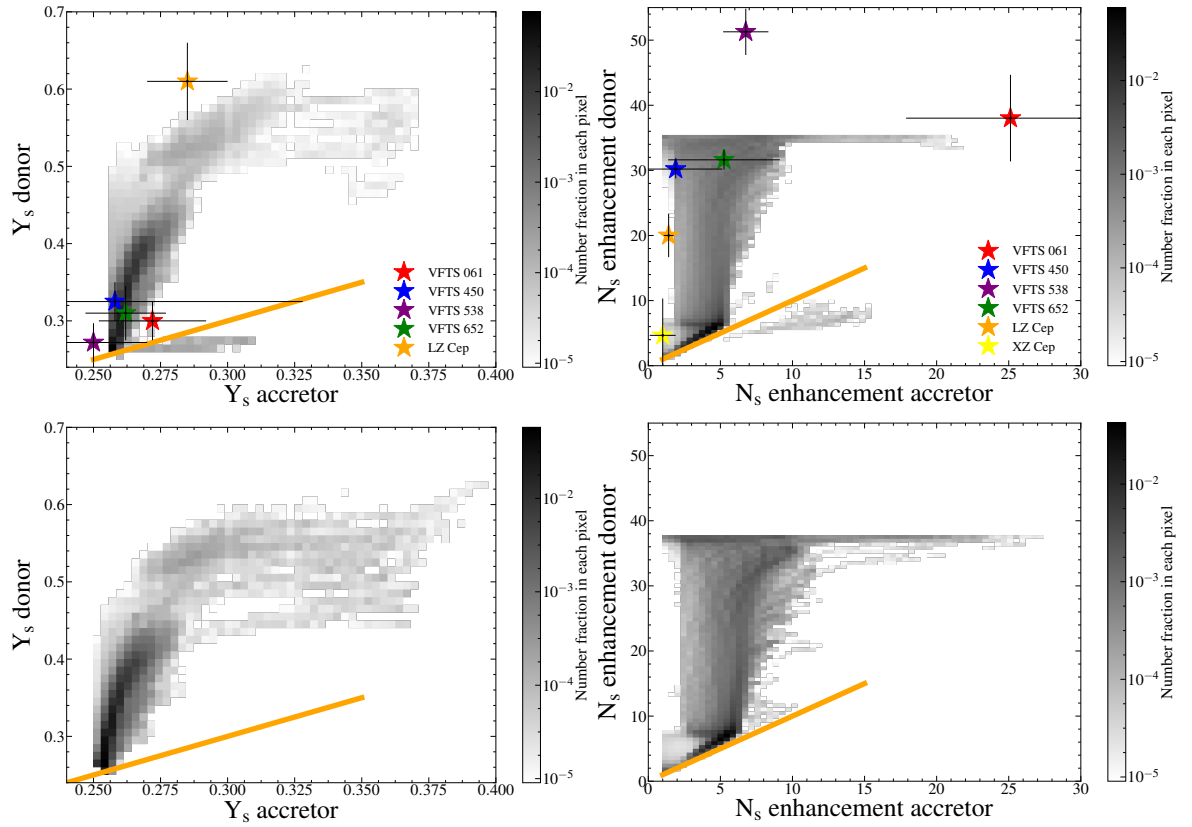 Y_s donor
0.6
0.5
0.4
0.3
0.250
0.275
0.300
0.325
0.350
0.375
0.400
Y_s accretor
VFTS 061
VFTS 450
VFTS 538
VFTS 652
LZ Cep
10^-2
10^-3
10^-4
10^-5
Number fraction in each pixel
N_s enhancement donor
50
40
30
20
10
0
0
5
10
15
20
25
30
N_s enhancement accretor
VFTS 061
VFTS 450
VFTS 538
VFTS 652
LZ Cep
XZ Cep
10^-2
10^-3
10^-4
10^-5
Number fraction in each pixel
Y_s donor
0.7
0.6
0.5
0.4
0.3
0.250
0.275
0.300
0.325
0.350
0.375
0.400
Y_s accretor
10^-2
10^-3
10^-4
10^-5
Number fraction in each pixel
N_s enhancement donor
50
40
30
20
10
0
0
5
10
15
20
25
30
N_s enhancement accretor
10^-2
10^-3
10^-4
10^-5
Number fraction in each pixel